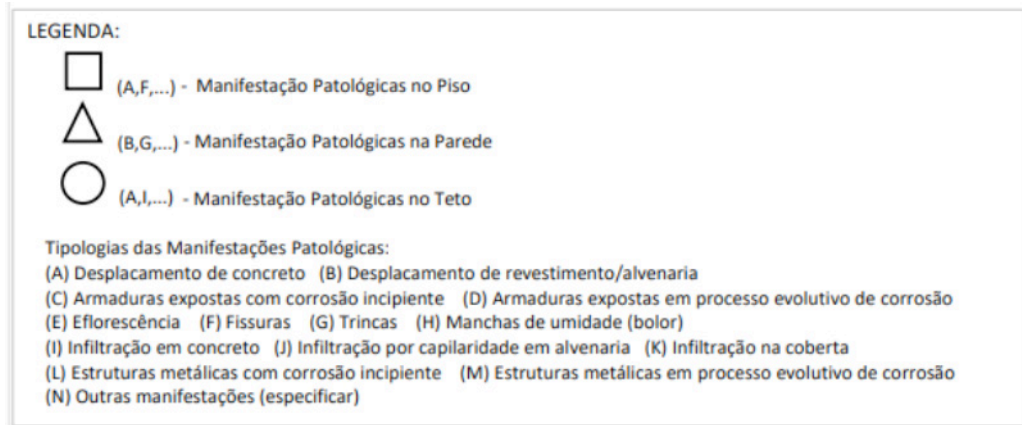 LEGENDA:
(A,F,...) - Manifestação Patológicas no Piso
(B,G,...) - Manifestação Patológicas na Parede
(A,I,...) - Manifestação Patológicas no Teto
Tipologias das Manifestações Patológicas:
(A) Desplacamento de concreto (B) Desplacamento de revestimento/alvenaria
(C) Armaduras expostas com corrosão incipiente (D) Armaduras expostas em processo evolutivo de corrosão
(E) Eflorescência (F) Fissuras (G) Trincas (H) Manchas de umidade (bolor)
(I) Infiltração em concreto (J) Infiltração por capilaridade em alvenaria (K) Infiltração na coberta
(L) Estruturas metálicas com corrosão incipiente (M) Estruturas metálicas em processo evolutivo de corrosão
(N) Outras manifestações (especificar)